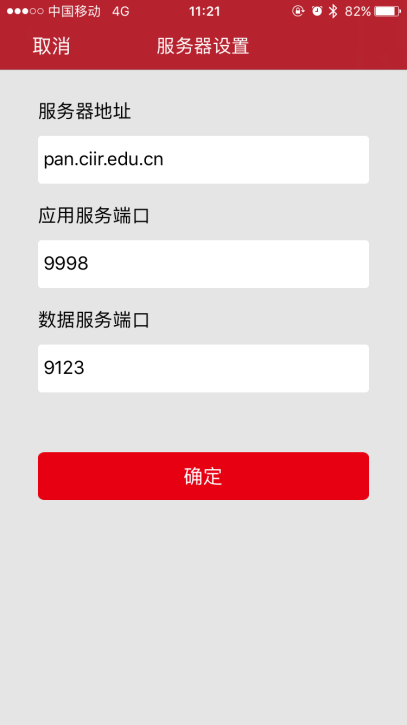 中国移动 4G 11:21 82%
取消 服务器设置
服务器地址
pan.ciir.edu.cn
应用服务端口
9998
数据服务端口
9123
确定